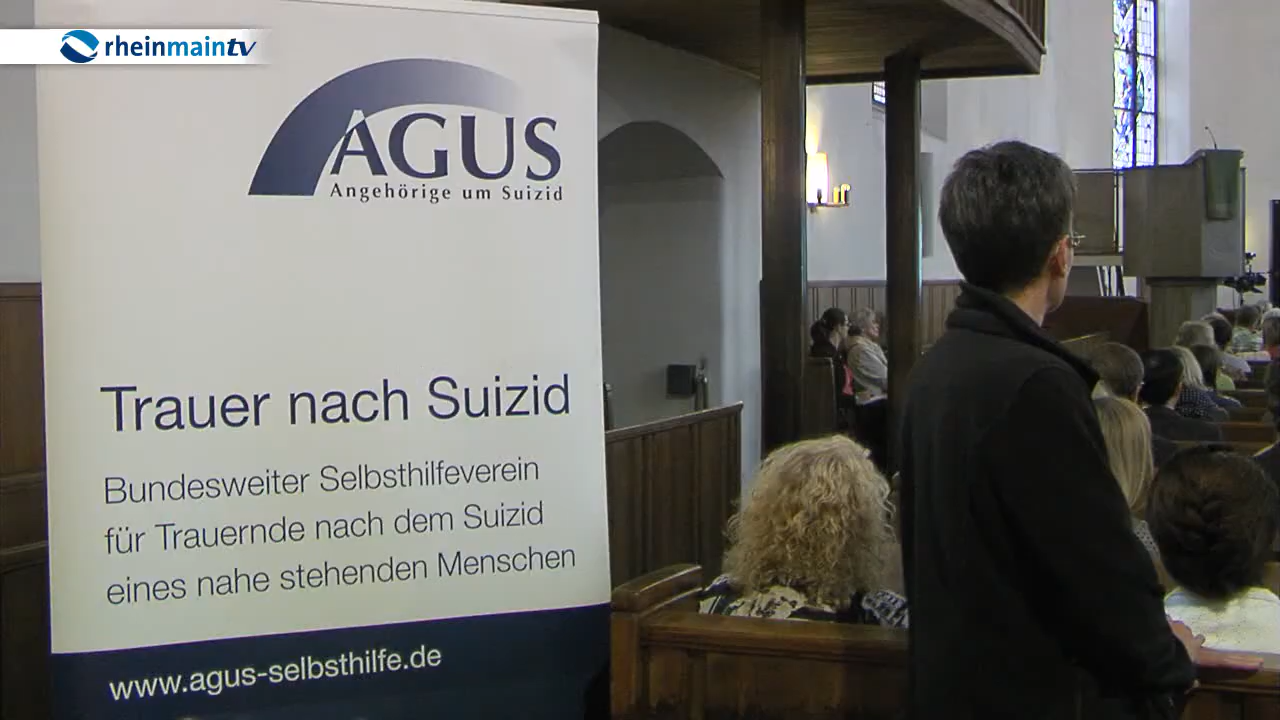 rheinmaintv
AGUS
Angehörige um Suizid
Trauer nach Suizid
Bundesweiter Selbsthilfeverein
für Trauernde nach dem Suizid
eines nahe stehenden Menschen
www.agus-selbsthilfe.de